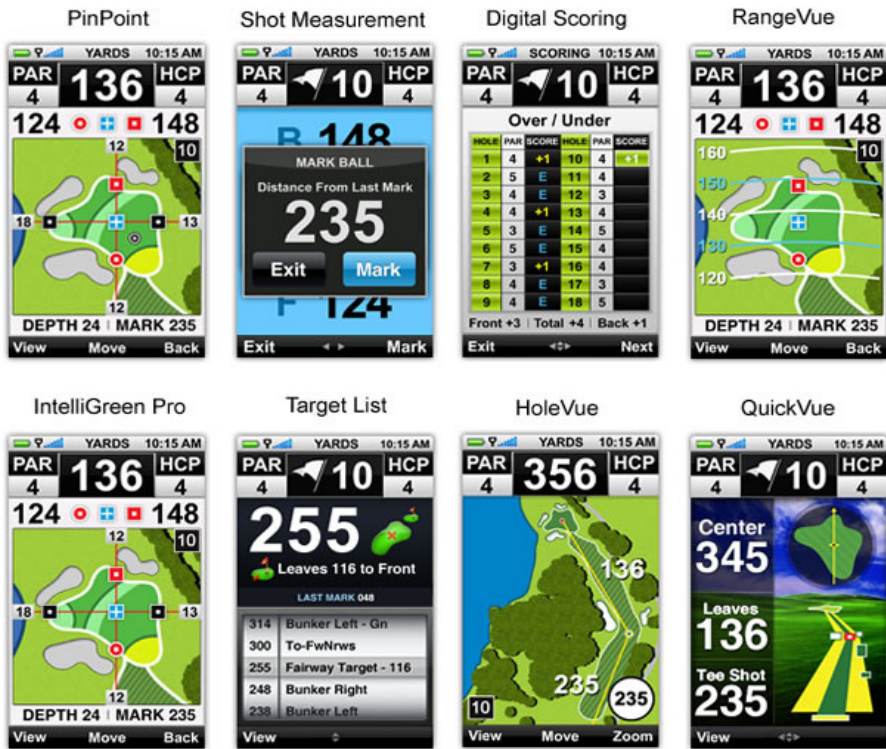 PinPoint
YARDS 10:15 AM
PAR 136 HCP
4 4
124 148
12
10
18 13
12
DEPTH 24 | MARK 235
View Move Back
Shot Measurement
YARDS 10:15 AM
PAR 10 HCP
4 4
B 148
MARK BALL
Distance From Last Mark
235
Exit Mark
F 124
Exit Mark
Digital Scoring
SCORING 10:15 AM
PAR 10 HCP
4 4
Over / Under
HOLE PAR SCORE HOLE PAR SCORE
1 4 +1 10 4 +1
2 5 E 11 4
3 4 E 12 3
4 4 +1 13 4
5 3 E 14 5
6 5 E 15 4
7 3 +1 16 4
8 4 E 17 3
9 4 E 18 5
Front +3 | Total +4 | Back +1
Exit Next
RangeVue
YARDS 10:15 AM
PAR 136 HCP
4 4
124 148
160 10
150
140
130
120
DEPTH 24 | MARK 235
View Move Back
IntelliGreen Pro
YARDS 10:15 AM
PAR 136 HCP
4 4
124 148
12
10
18 13
12
DEPTH 24 | MARK 235
View Move Back
Target List
YARDS 10:15 AM
PAR 10 HCP
4 4
255
Leaves 116 to Front
LAST MARK 048
314 Bunker Left - Gn
300 To-FwNrws
255 Fairway Target - 116
248 Bunker Right
238 Bunker Left
View
HoleVue
YARDS 10:15 AM
PAR 356 HCP
4 4
136
235
235
10
View Move Zoom
QuickVue
YARDS 10:15 AM
PAR 10 HCP
4 4
Center
345
Leaves
136
Tee Shot
235
View